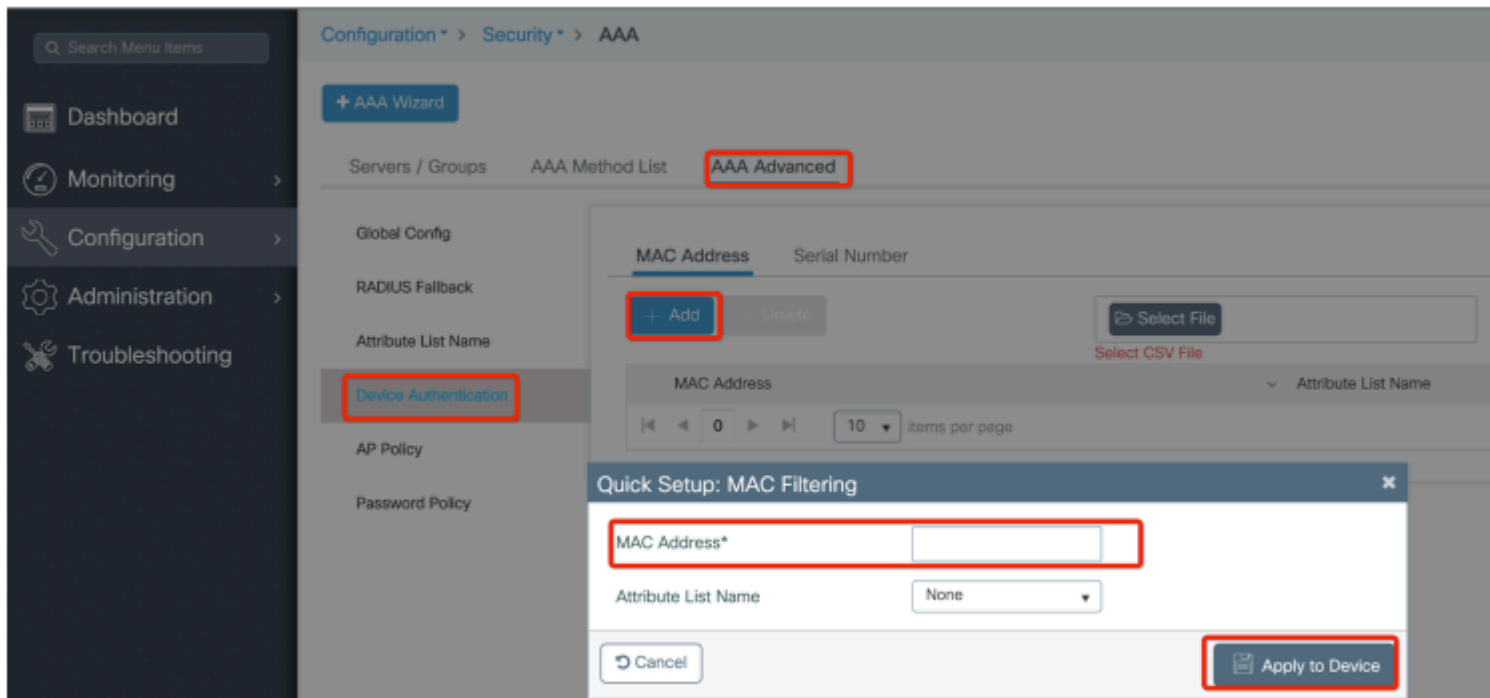 Search Menu Items
Dashboard
Monitoring
Configuration
Administration
Troubleshooting
Configuration > Security > AAA
+ AAA Wizard
Servers / Groups AAA Method List AAA Advanced
Global Config
RADIUS Fallback
Attribute List Name
Device Authentication
AP Policy
Password Policy
MAC Address Serial Number
+ Add × Delete
Select File
Select CSV File
MAC Address Attribute List Name
0 10 items per page
Quick Setup: MAC Filtering ×
MAC Address*
Attribute List Name None
Cancel Apply to Device